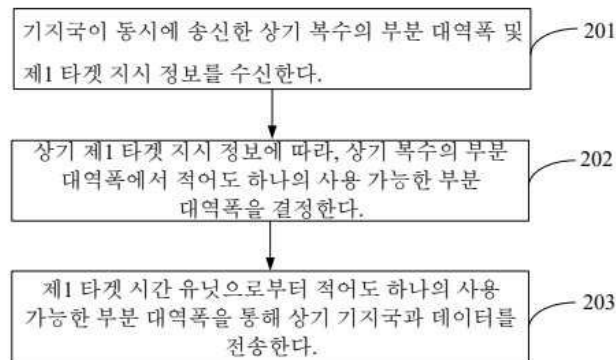 기지국이 동시에 송신한 상기 복수의 부분 대역폭 및
201
제1 타겟 지시 정보를 수신한다.
상기 제1 타겟 지시 정보에 따라, 상기 복수의 부분
202
대역폭에서 적어도 하나의 사용 가능한 부분
대역폭을 결정한다.
제1 타겟 시간 유닛으로부터 적어도 하나의 사용
203
가능한 부분 대역폭을 통해 상기 기지국과 데이터를
전송한다.